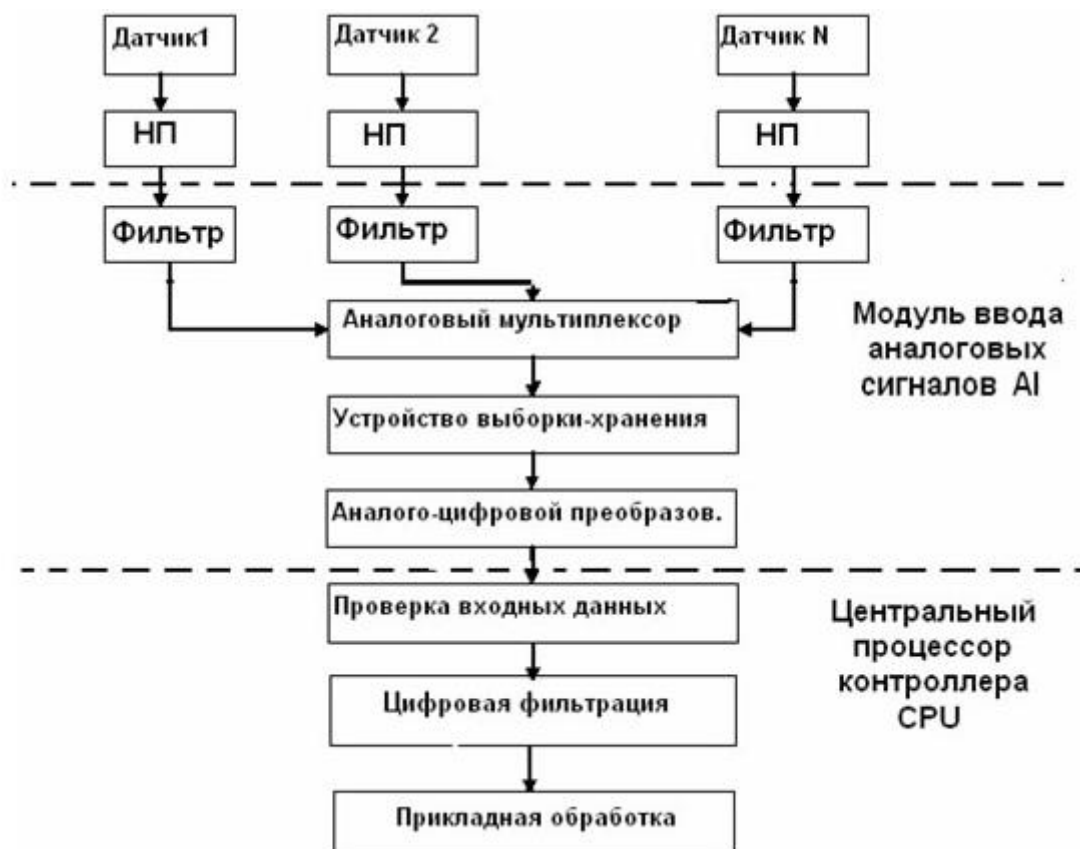 Датчик1
Датчик 2
Датчик N
НП
НП
НП
Фильтр
Фильтр
Фильтр
Аналоговый мультиплексор
Модуль ввода
аналоговых
сигналов AI
Устройство выборки-хранения
Аналого-цифровой преобразов.
Проверка входных данных
Центральный
процессор
контроллера
CPU
Цифровая фильтрация
Прикладная обработка